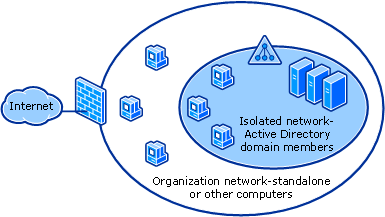 Internet
Isolated network-
Active Directory
domain members
Organization network-standalone
or other computers